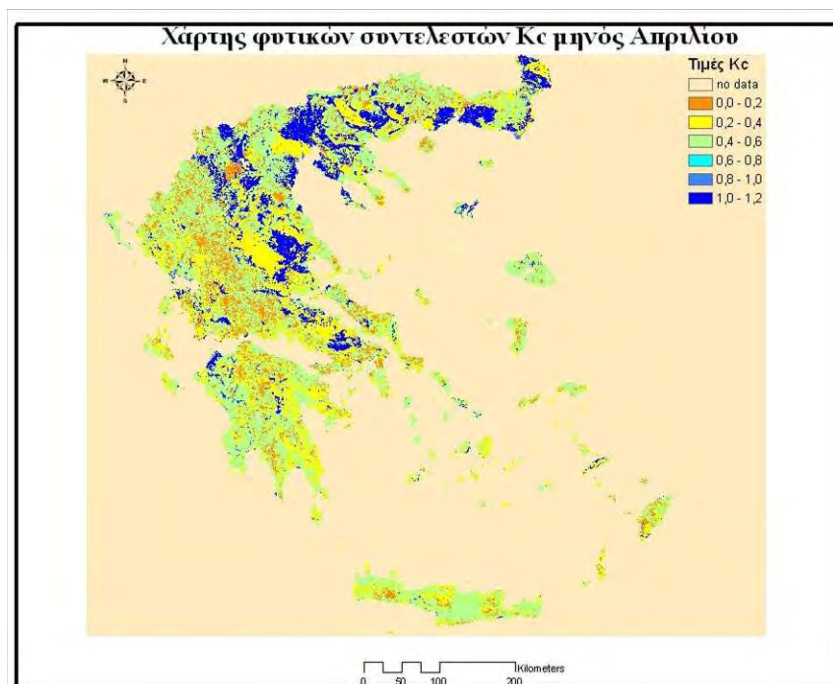 Χάρτης φυτικών συντελεστών Kc μηνός Απριλίου
N
W E
S
Τιμές Kc
no data
0,0 - 0,2
0,2 - 0,4
0,4 - 0,6
0,6 - 0,8
0,8 - 1,0
1,0 - 1,2
Kilometers
0 50 100 200